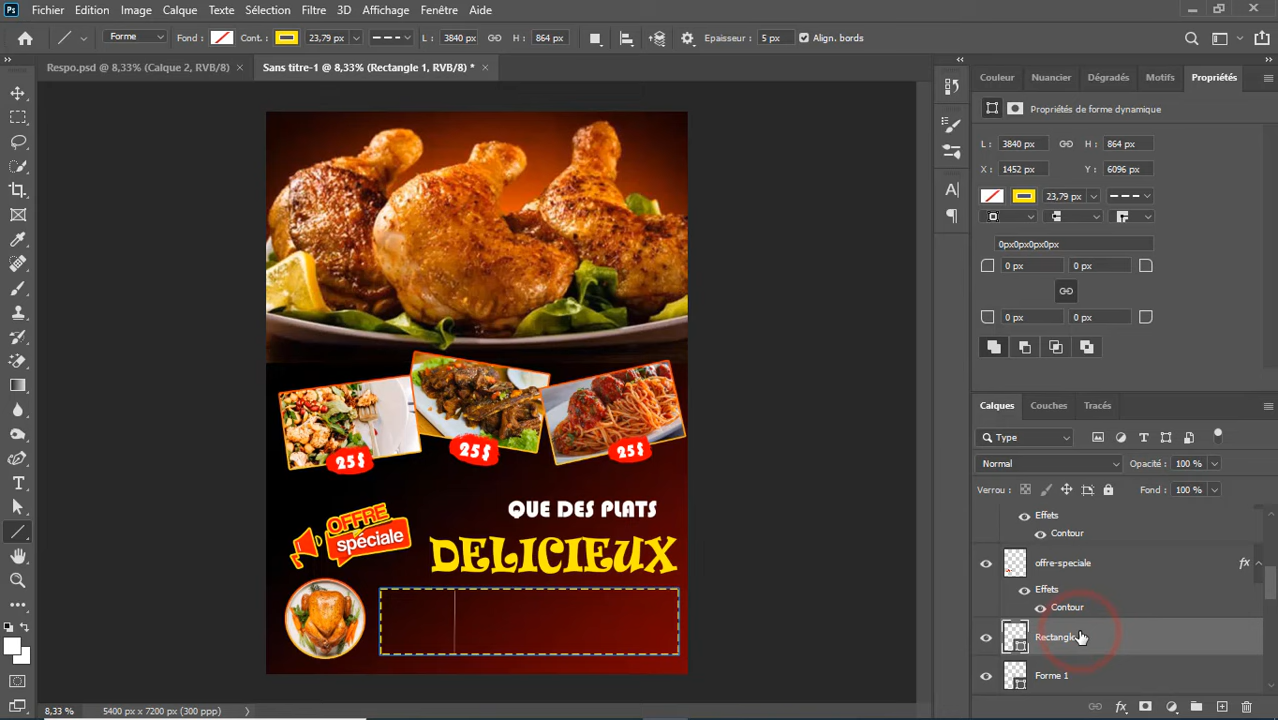 Ps Fichier Edition Image Calque Texte Sélection Filtre 3D Affichage Fenêtre Aide
Forme Fond : Cont. : 23,79 px L : 3840 px H : 864 px Epaisseur : 5 px Align. bords
Respo.psd @ 8,33% (Calque 2, RVB/8) × Sans titre-1 @ 8,33% (Rectangle 1, RVB/8) * ×
Couleur Nuancier Dégradés Motifs Propriétés
Propriétés de forme dynamique
L : 3840 px H : 864 px
X : 1452 px Y : 6096 px
23,79 px
0px0px0px0px
0 px 0 px
0 px 0 px
Calques Couches Tracés
Type
Normal Opacité : 100 %
Verrou : Fond : 100 %
Effets
Contour
offre-speciale fx
Effets
Contour
Rectangle
Forme 1
25$ 25$ 25$
QUE DES PLATS
OFFRE
spéciale
DELICIEUX
8,33 % 5400 px x 7200 px (300 ppp)
fx